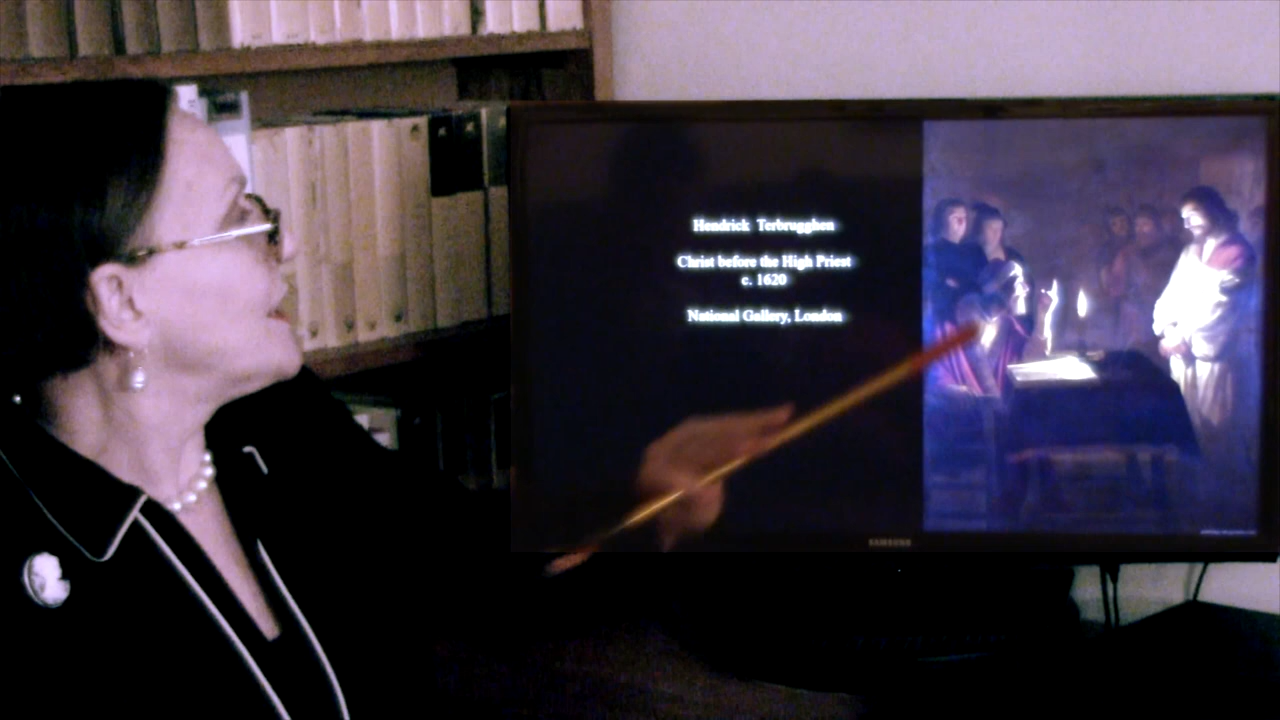 Hendrick Terbrugghen
Christ before the High Priest
c. 1620
National Gallery, London
SAMSUNG